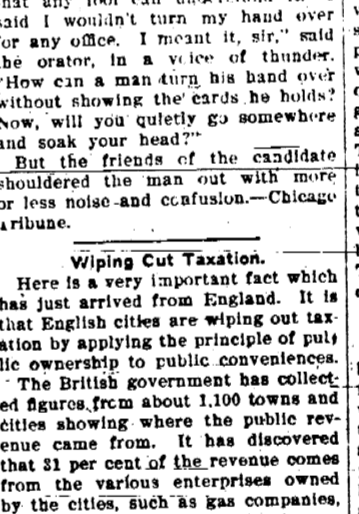 that any fool can
said I wouldn't turn my hand over
for any office. I meant it, sir," said
the orator, in a voice of thunder.
"How can a man turn his hand over
without showing the cards he holds?
Now, will you quietly go somewhere
and soak your head?"
But the friends of the candidate
shouldered the man out with more
or less noise and confusion.—Chicago
Tribune.
Wiping Cut Taxation.
Here is a very important fact which
has just arrived from England. It is
that English cities are wiping out tax-
ation by applying the principle of pub-
lic ownership to public conveniences.
The British government has collect-
ed figures from about 1,100 towns and
cities showing where the public rev-
enue came from. It has discovered
that 31 per cent of the revenue comes
from the various enterprises owned
by the cities, such as gas companies,